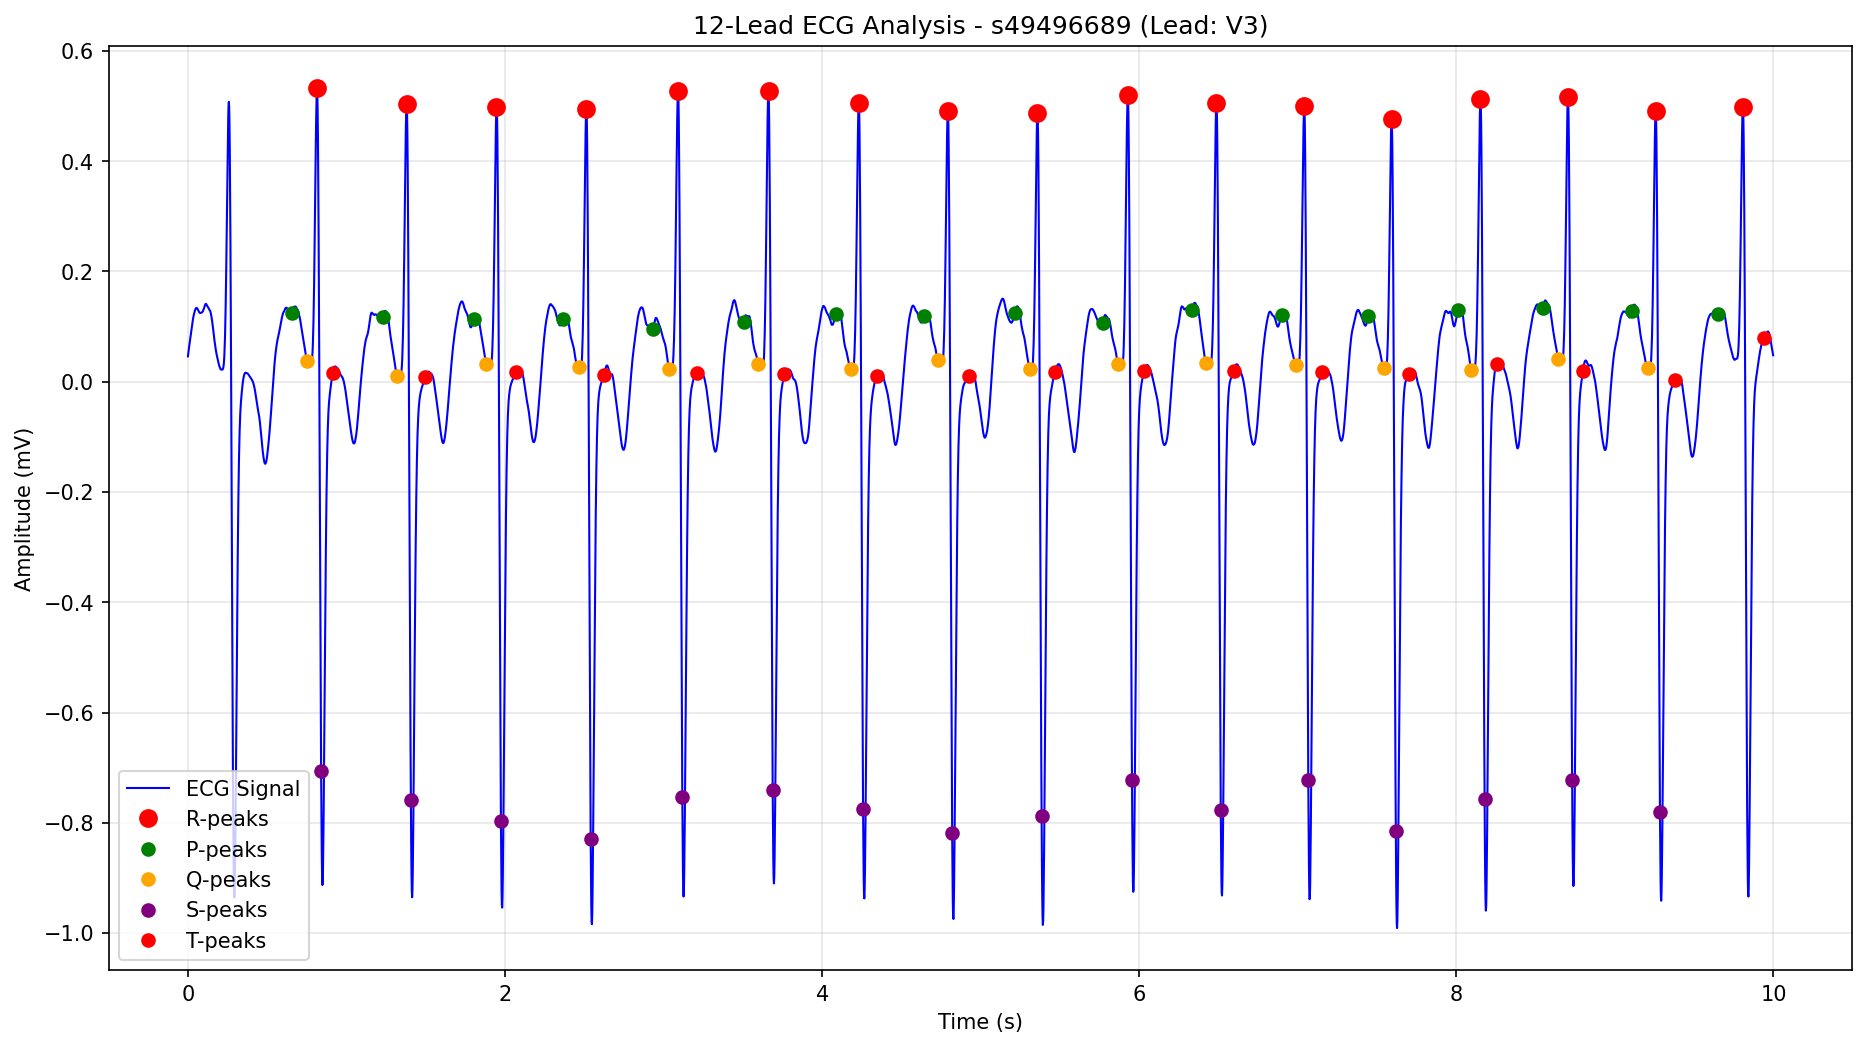 12-Lead ECG Analysis - s49496689 (Lead: V3)
Amplitude (mV)
0.6
0.4
0.2
0.0
−0.2
−0.4
−0.6
−0.8
−1.0
ECG Signal
R-peaks
P-peaks
Q-peaks
S-peaks
T-peaks
0 2 4 6 8 10
Time (s)